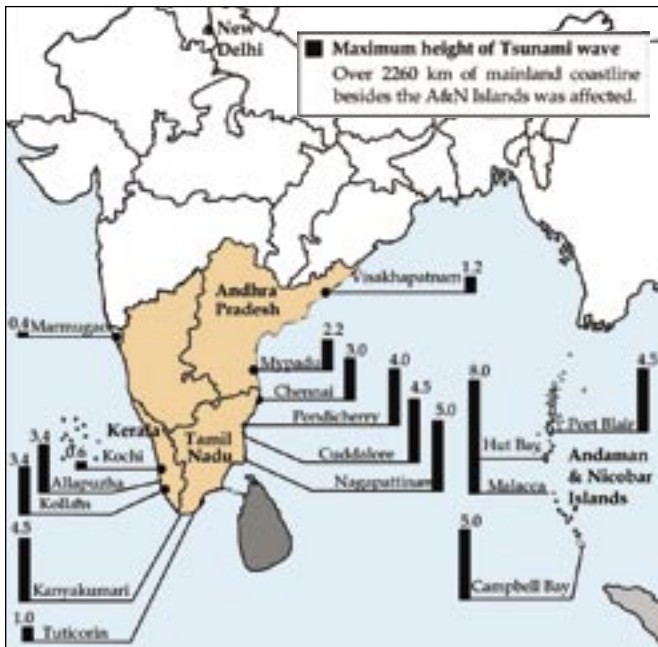 New
Delhi
Maximum height of Tsunami wave
Over 2260 km of mainland coastline
besides the A&N Islands was affected.
1.2
Visakhapatnam
Andhra
Pradesh
0.4
Marmugao
2.2
Mypadu
3.0
Chennai
4.0
Pondicherry
4.5
Cuddalore
5.0
Nagapattinam
8.0
Hut Bay
Malacca
4.5
Port Blair
Andaman
& Nicobar
Islands
Kerala
Tamil
Nadu
0.6
Kochi
3.4
Allapuzha
3.4
Kollam
4.5
Kanyakumari
1.0
Tuticorin
5.0
Campbell Bay